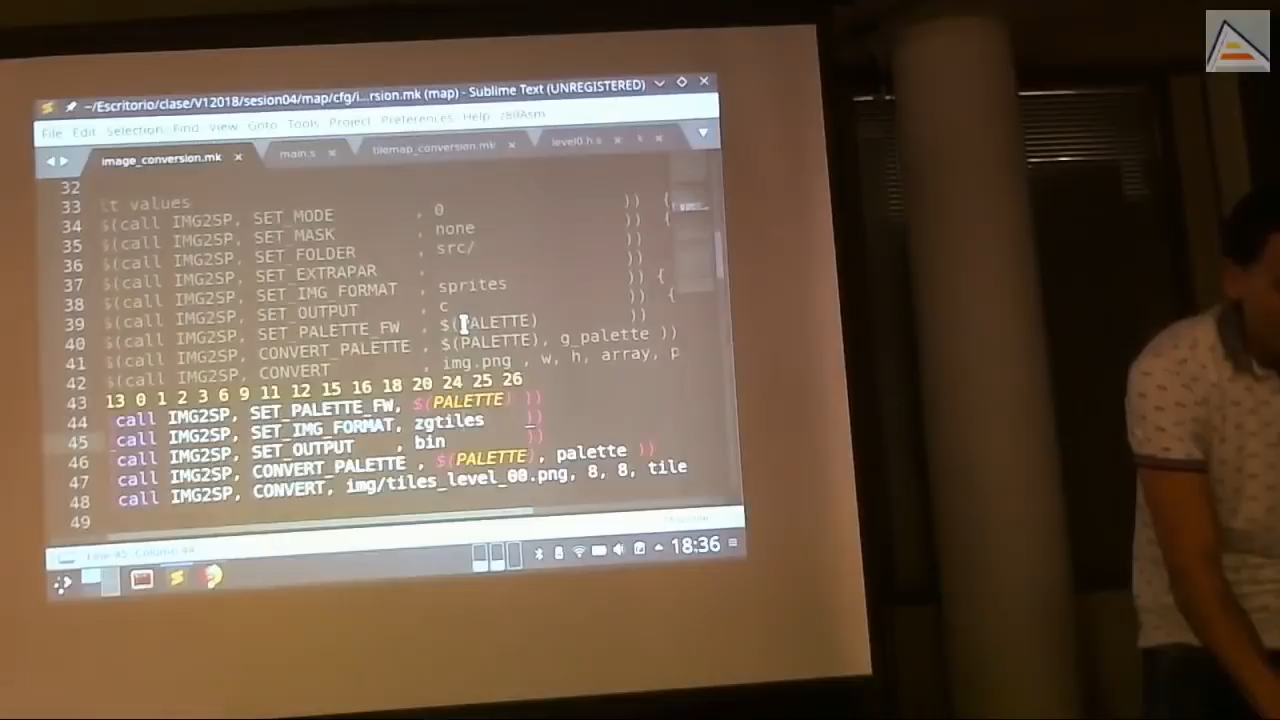 ~/Escritorio/clase/V12018/sesion04/map/cfg/i...rsion.mk (map) - Sublime Text (UNREGISTERED)
File Edit Selection Find View Goto Tools Project Preferences Help z80Asm
image_conversion.mk × main.s × tilemap_conversion.mk × level0.h.s ×
32
33 lt values
34 $(call IMG2SP, SET_MODE , 0 )) {
35 $(call IMG2SP, SET_MASK , none )) {
36 $(call IMG2SP, SET_FOLDER , src/ ))
37 $(call IMG2SP, SET_EXTRAPAR , ))
38 $(call IMG2SP, SET_IMG_FORMAT , sprites )) {
39 $(call IMG2SP, SET_OUTPUT , c )) {
40 $(call IMG2SP, SET_PALETTE_FW , $(PALETTE) ))
41 $(call IMG2SP, CONVERT_PALETTE , $(PALETTE), g_palette ))
42 $(call IMG2SP, CONVERT , img.png , w, h, array, p
43 13 0 1 2 3 6 9 11 12 15 16 18 20 24 25 26
44 call IMG2SP, SET_PALETTE_FW, $(PALETTE) ))
45 call IMG2SP, SET_IMG_FORMAT, zgtiles ))
46 call IMG2SP, SET_OUTPUT , bin ))
47 call IMG2SP, CONVERT_PALETTE , $(PALETTE), palette ))
48 call IMG2SP, CONVERT, img/tiles_level_00.png, 8, 8, tile
49
Line 45, Column 44
18:36